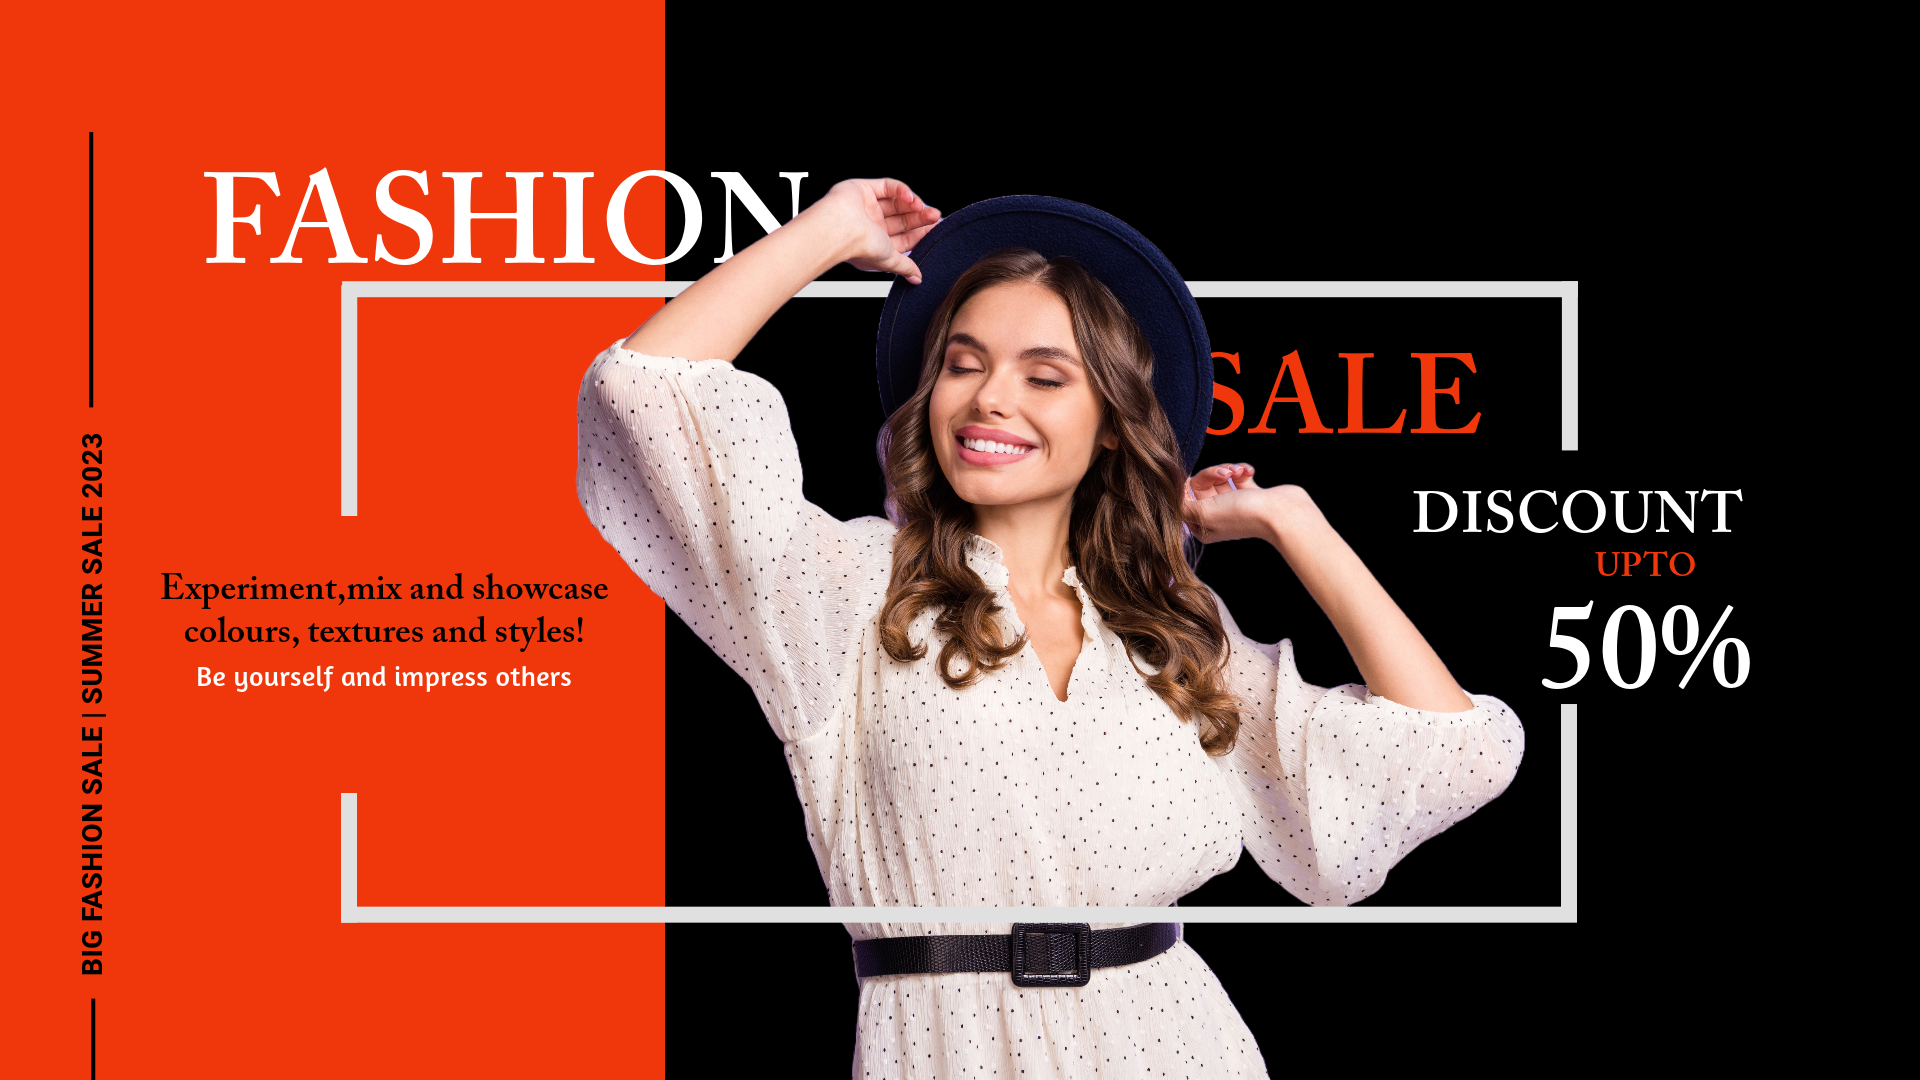 FASHION
SALE
DISCOUNT
UPTO
50%
Experiment,mix and showcase
colours, textures and styles!
Be yourself and impress others
BIG FASHION SALE | SUMMER SALE 2023